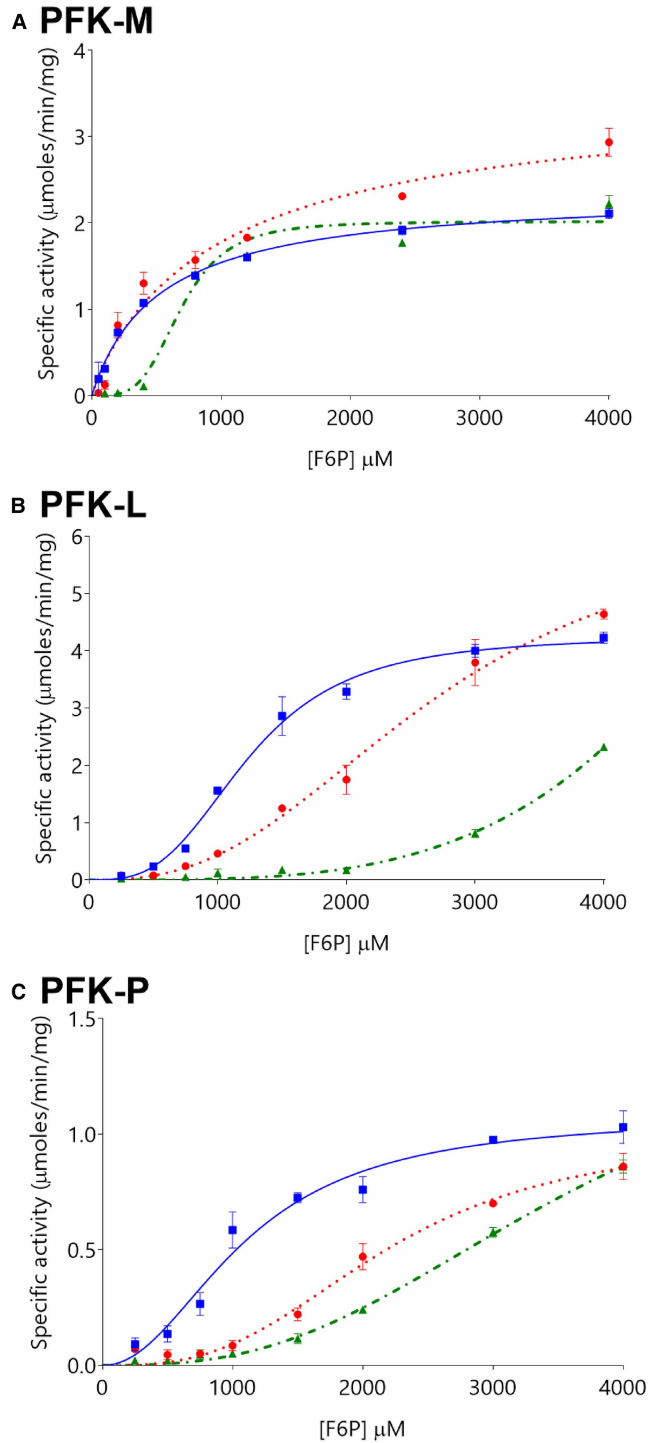 A PFK-M
Specific activity (µmoles/min/mg)
4
3
2
1
0
0 1000 2000 3000 4000
[F6P] µM
B PFK-L
Specific activity (µmoles/min/mg)
6
5
4
3
2
1
0
0 1000 2000 3000 4000
[F6P] µM
C PFK-P
Specific activity (µmoles/min/mg)
1.5
1.0
0.5
0.0
0 1000 2000 3000 4000
[F6P] µM